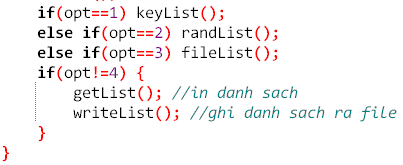 if(opt==1) keyList();
else if(opt==2) randList();
else if(opt==3) fileList();
if(opt!=4) {
getList(); //in danh sach
writeList(); //ghi danh sach ra file
}
}